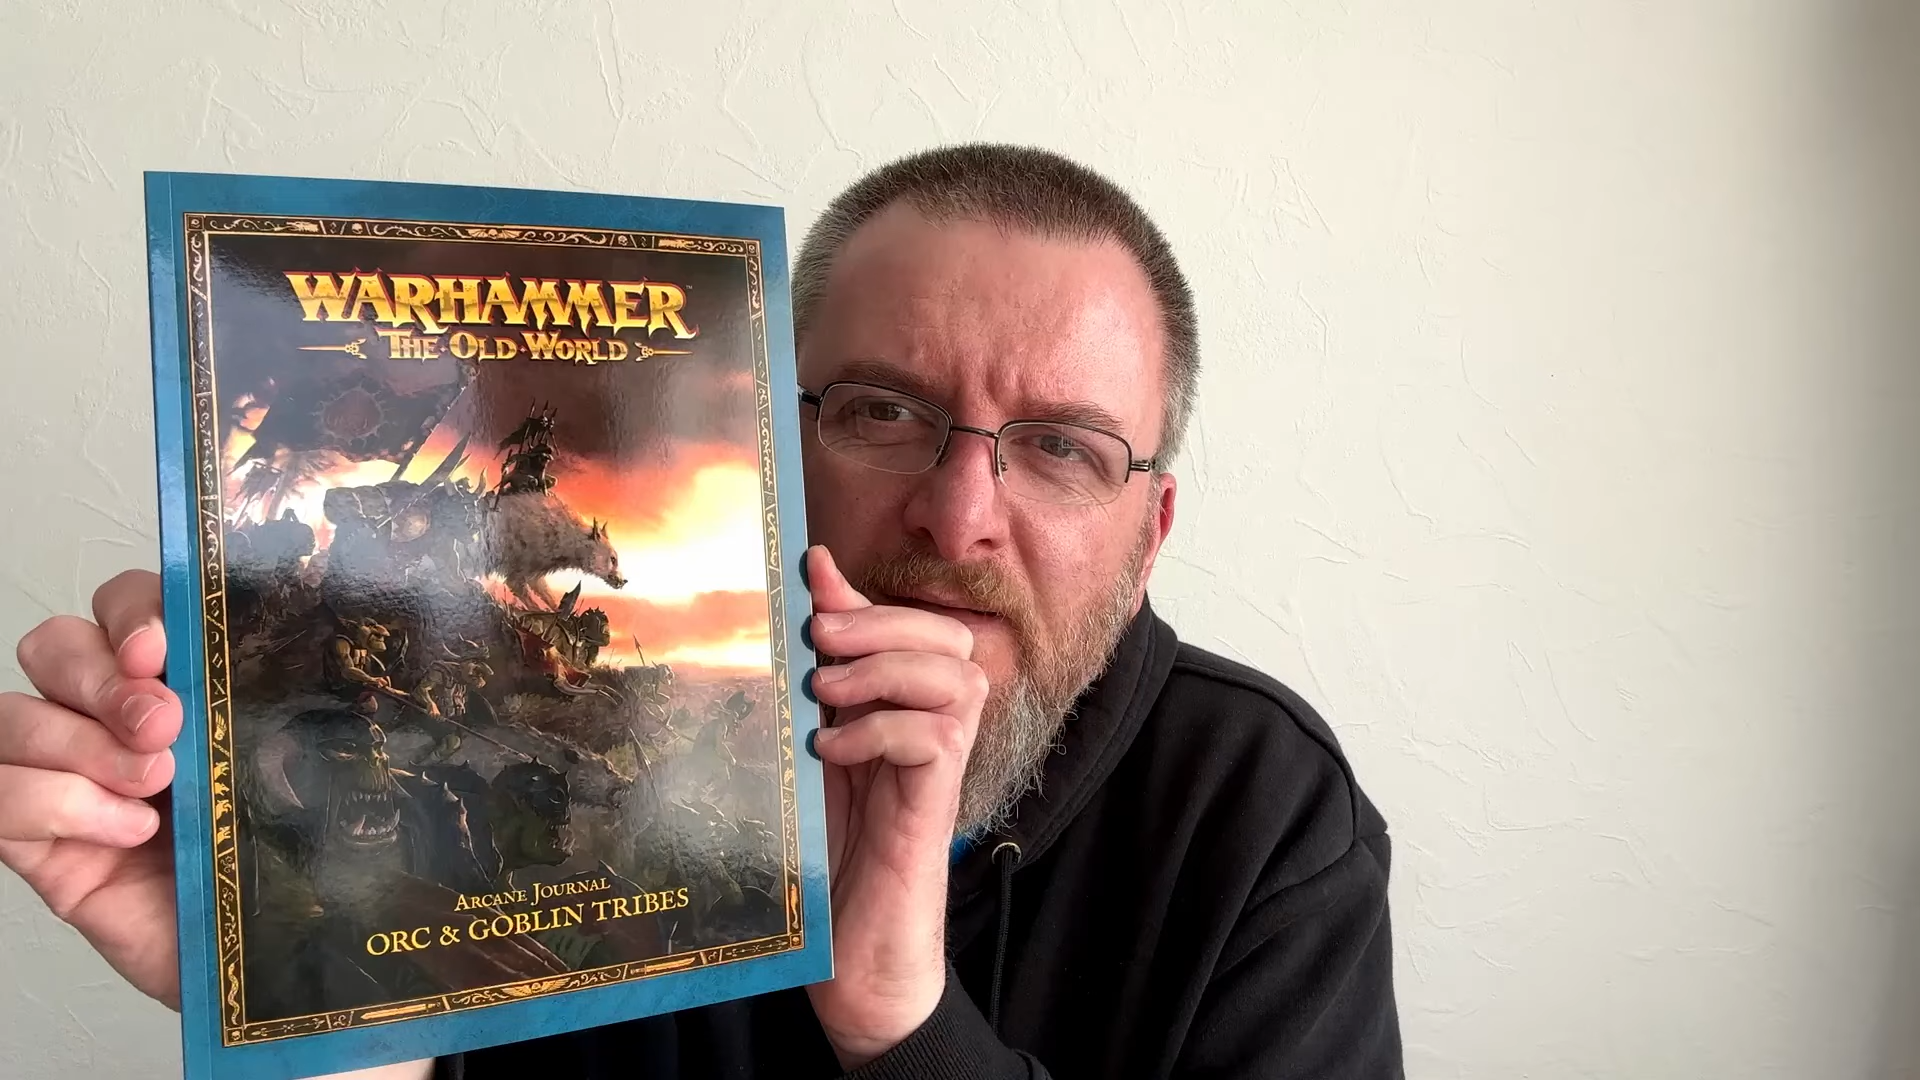 WARHAMMER
THE OLD WORLD
ARCANE JOURNAL
ORC & GOBLIN TRIBES